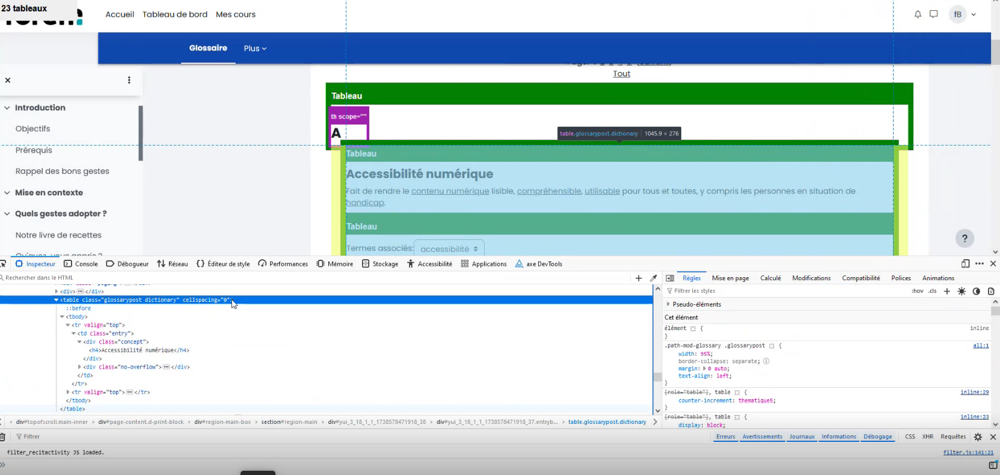 23 tableaux
Accueil Tableau de bord Mes cours
fB
Glossaire Plus
Tout
Introduction
Objectifs
Prérequis
Rappel des bons gestes
Mise en contexte
Quels gestes adopter ?
Notre livre de recettes
Tableau
th scope=""
A
table.glossarypost.dictionary 1045.9 × 276
Tableau
Accessibilité numérique
Fait de rendre le contenu numérique lisible, compréhensible, utilisable pour tous et toutes, y compris les personnes en situation de
handicap.
Tableau
Termes associés: accessibilité
?
Inspecteur Console Débogueur Réseau Éditeur de style Performances Mémoire Stockage Accessibilité Applications axe DevTools
Rechercher dans le HTML
<div> </div>
<table class="glossarypost dictionary" cellspacing="0">
::before
<tbody>
<tr valign="top">
<td class="entry">
<div class="concept">
<h4>Accessibilité numérique</h4>
</div>
<div class="no-overflow"> </div>
</td>
</tr>
<tr valign="top"> </tr>
</tbody>
</table>
div#topofscroll.main-inner div#page-content.d-print-block div#region-main-box section#region-main div#yui_3_18_1_1_1738578471918_38 div#yui_3_18_1_1_1738578471918_37.entryb... table.glossarypost.dictionary
Règles Mise en page Calculé Modifications Compatibilité Polices Animations
Filtrer les styles :hov .cls
Pseudo-éléments
Cet élément
élément { inline
}
.path-mod-glossary .glossarypost { all:1
width: 95%;
border-collapse: separate;
margin: 0 auto;
text-align: left;
}
[role="table"], table { inline:29
counter-increment: thematique5;
}
[role="table"], table { inline:23
display: block;
Filtrer Erreurs Avertissements Journaux Informations Débogage CSS XHR Requêtes
filter_recitactivity JS loaded. filter.js:141:21